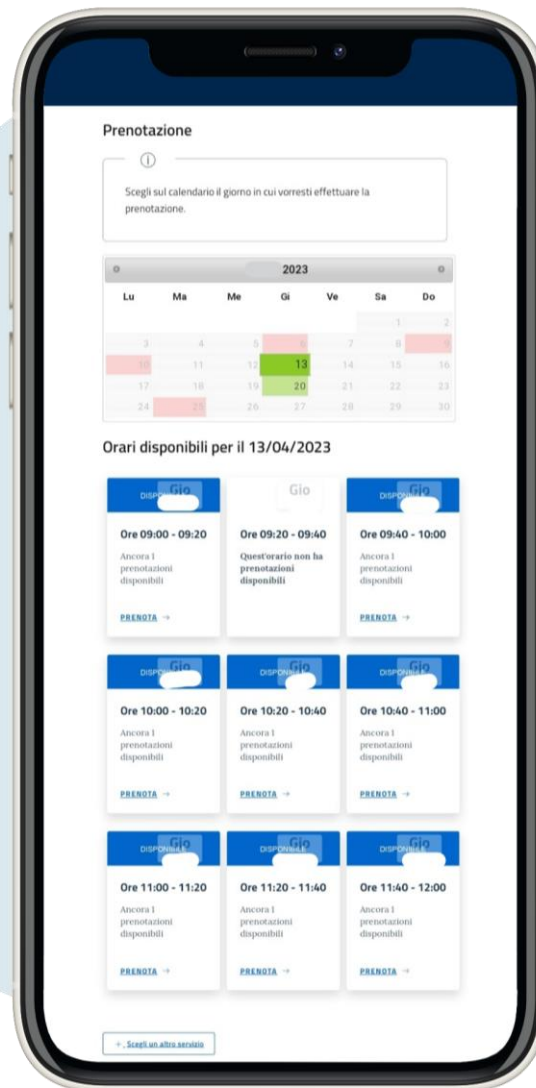 Prenotazione
Scegli sul calendario il giorno in cui vorresti effettuare la
prenotazione.
2023
Lu Ma Me Gi Ve Sa Do
1 2
3 4 5 6 7 8 9
10 11 12 13 14 15 16
17 18 19 20 21 22 23
24 25 26 27 28 29 30
Orari disponibili per il 13/04/2023
Gio Gio Gio
Ore 09:00 - 09:20 Ore 09:20 - 09:40 Ore 09:40 - 10:00
Ancora 1 Quest'orario non ha Ancora 1
prenotazioni prenotazioni prenotazioni
disponibili disponibili disponibili
PRENOTA → PRENOTA →
Gio Gio Gio
Ore 10:00 - 10:20 Ore 10:20 - 10:40 Ore 10:40 - 11:00
Ancora 1 Ancora 1 Ancora 1
prenotazioni prenotazioni prenotazioni
disponibili disponibili disponibili
PRENOTA → PRENOTA → PRENOTA →
DISPONIBILE Gio DISPONIBILE Gio DISPONIBILE Gio
Ore 11:00 - 11:20 Ore 11:20 - 11:40 Ore 11:40 - 12:00
Ancora 1 Ancora 1 Ancora 1
prenotazioni prenotazioni prenotazioni
disponibili disponibili disponibili
PRENOTA → PRENOTA → PRENOTA →
+ Scegli un altro servizio